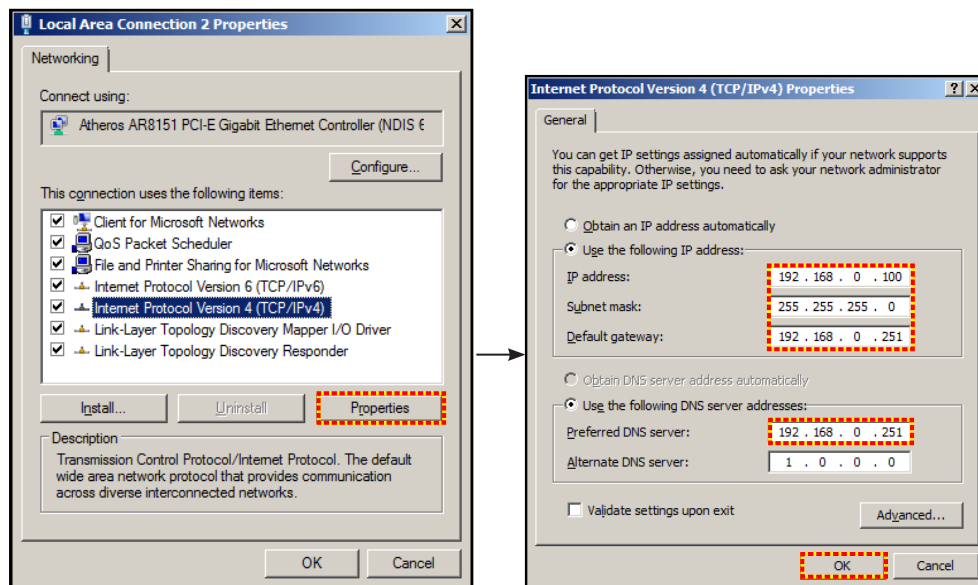 Local Area Connection 2 Properties
Networking
Connect using:
Atheros AR8151 PCI-E Gigabit Ethernet Controller (NDIS 6
Configure...
This connection uses the following items:
Client for Microsoft Networks
QoS Packet Scheduler
File and Printer Sharing for Microsoft Networks
Internet Protocol Version 6 (TCP/IPv6)
Internet Protocol Version 4 (TCP/IPv4)
Link-Layer Topology Discovery Mapper I/O Driver
Link-Layer Topology Discovery Responder
Install...
Uninstall
Properties
Description
Transmission Control Protocol/Internet Protocol. The default
wide area network protocol that provides communication
across diverse interconnected networks.
OK
Cancel
Internet Protocol Version 4 (TCP/IPv4) Properties
General
You can get IP settings assigned automatically if your network supports
this capability. Otherwise, you need to ask your network administrator
for the appropriate IP settings.
Obtain an IP address automatically
Use the following IP address:
IP address: 192 . 168 . 0 . 100
Subnet mask: 255 . 255 . 255 . 0
Default gateway: 192 . 168 . 0 . 251
Obtain DNS server address automatically
Use the following DNS server addresses:
Preferred DNS server: 192 . 168 . 0 . 251
Alternate DNS server: 1 . 0 . 0 . 0
Validate settings upon exit
Advanced...
OK
Cancel